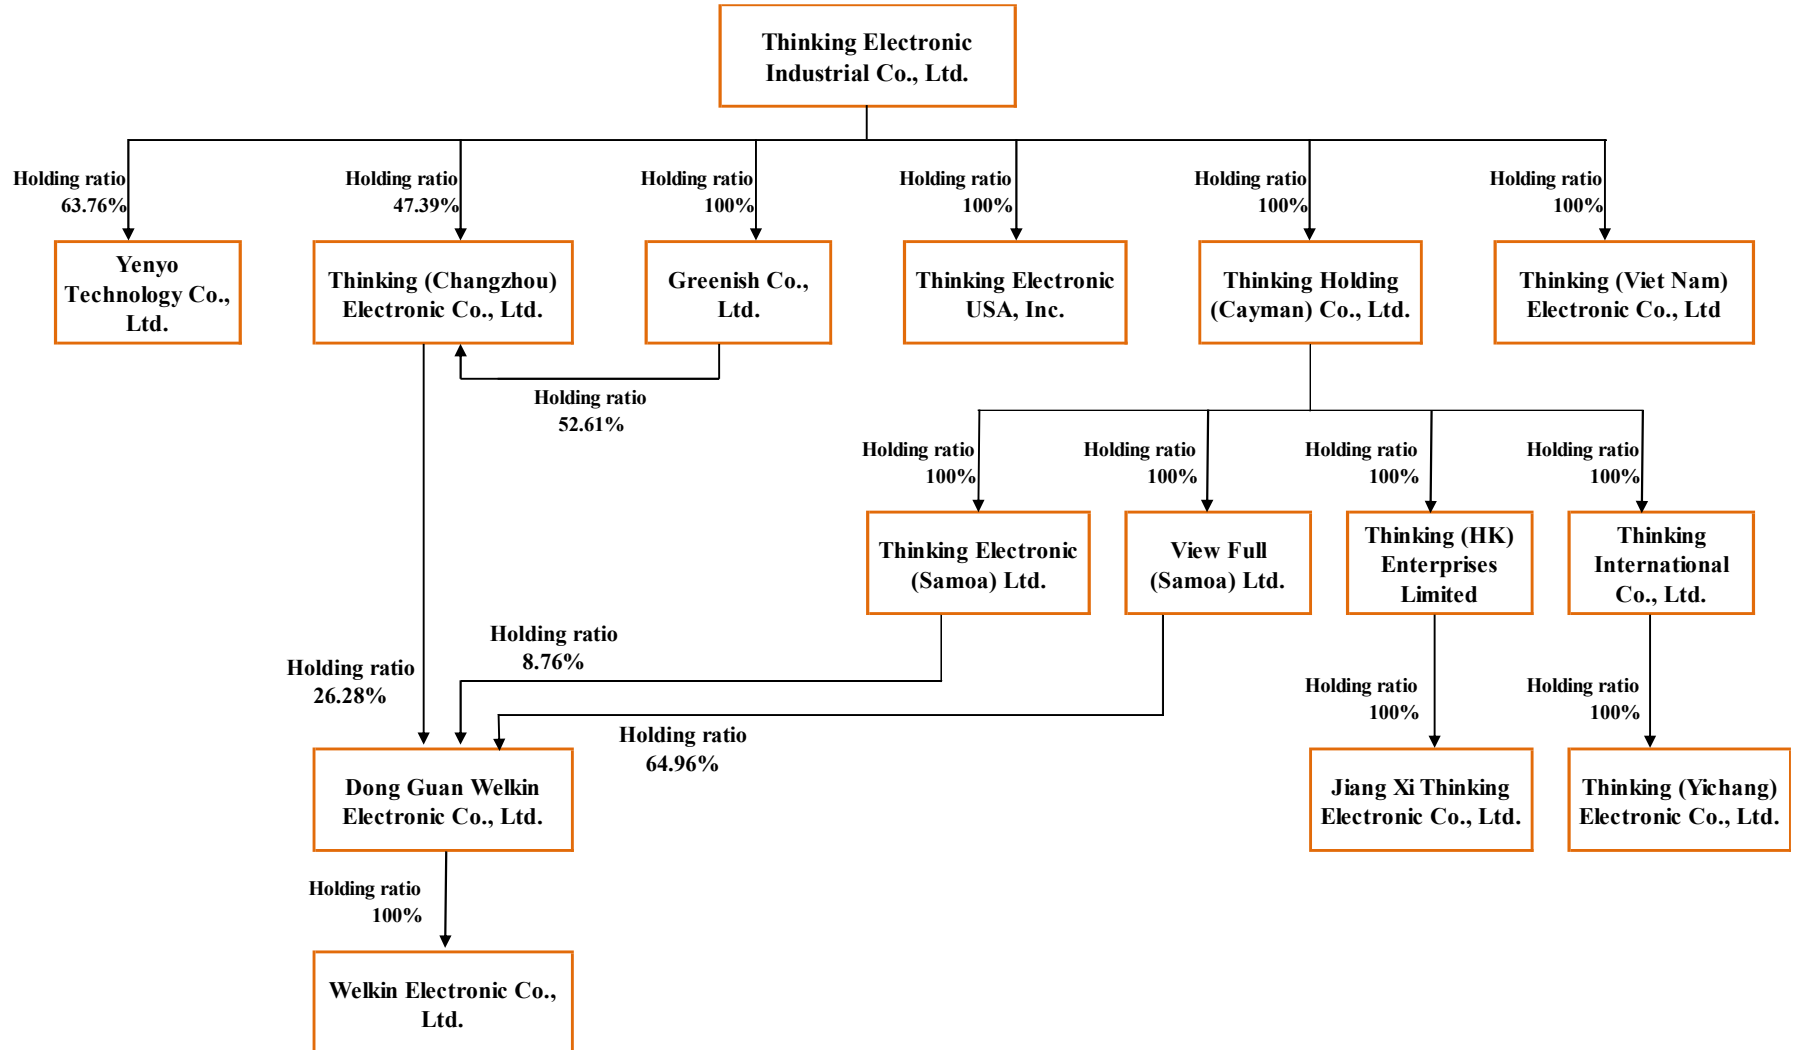 Thinking Electronic
Industrial Co., Ltd.
Holding ratio
63.76%
Holding ratio
47.39%
Holding ratio
100%
Holding ratio
100%
Holding ratio
100%
Holding ratio
100%
Yenyo
Technology Co.,
Ltd.
Thinking (Changzhou)
Electronic Co., Ltd.
Greenish Co.,
Ltd.
Thinking Electronic
USA, Inc.
Thinking Holding
(Cayman) Co., Ltd.
Thinking (Viet Nam)
Electronic Co., Ltd
Holding ratio
52.61%
Holding ratio
100%
Holding ratio
100%
Holding ratio
100%
Holding ratio
100%
Thinking Electronic
(Samoa) Ltd.
View Full
(Samoa) Ltd.
Thinking (HK)
Enterprises
Limited
Thinking
International
Co., Ltd.
Holding ratio
8.76%
Holding ratio
26.28%
Holding ratio
64.96%
Holding ratio
100%
Holding ratio
100%
Dong Guan Welkin
Electronic Co., Ltd.
Jiang Xi Thinking
Electronic Co., Ltd.
Thinking (Yichang)
Electronic Co., Ltd.
Holding ratio
100%
Welkin Electronic Co.,
Ltd.